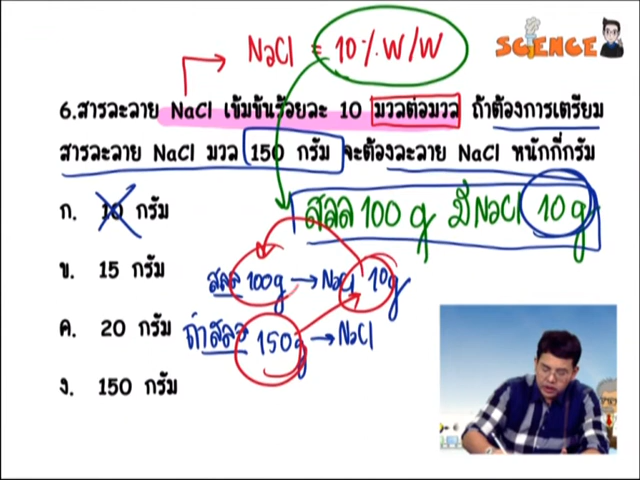 NaCl = 10%.W/W
SCIENCE
6.สารละลาย NaCl เข้มข้นร้อยละ 10 มวลต่อมวล ถ้าต้องการเตรียม
สารละลาย NaCl มวล 150 กรัม จะต้องละลาย NaCl หนักกี่กรัม
ก. 10 กรัม
สลล 100 g มี NaCl 10 g
ข. 15 กรัม
สลล 100g → NaCl 10g
ค. 20 กรัม
ถ้าสลล 150g → NaCl
ง. 150 กรัม